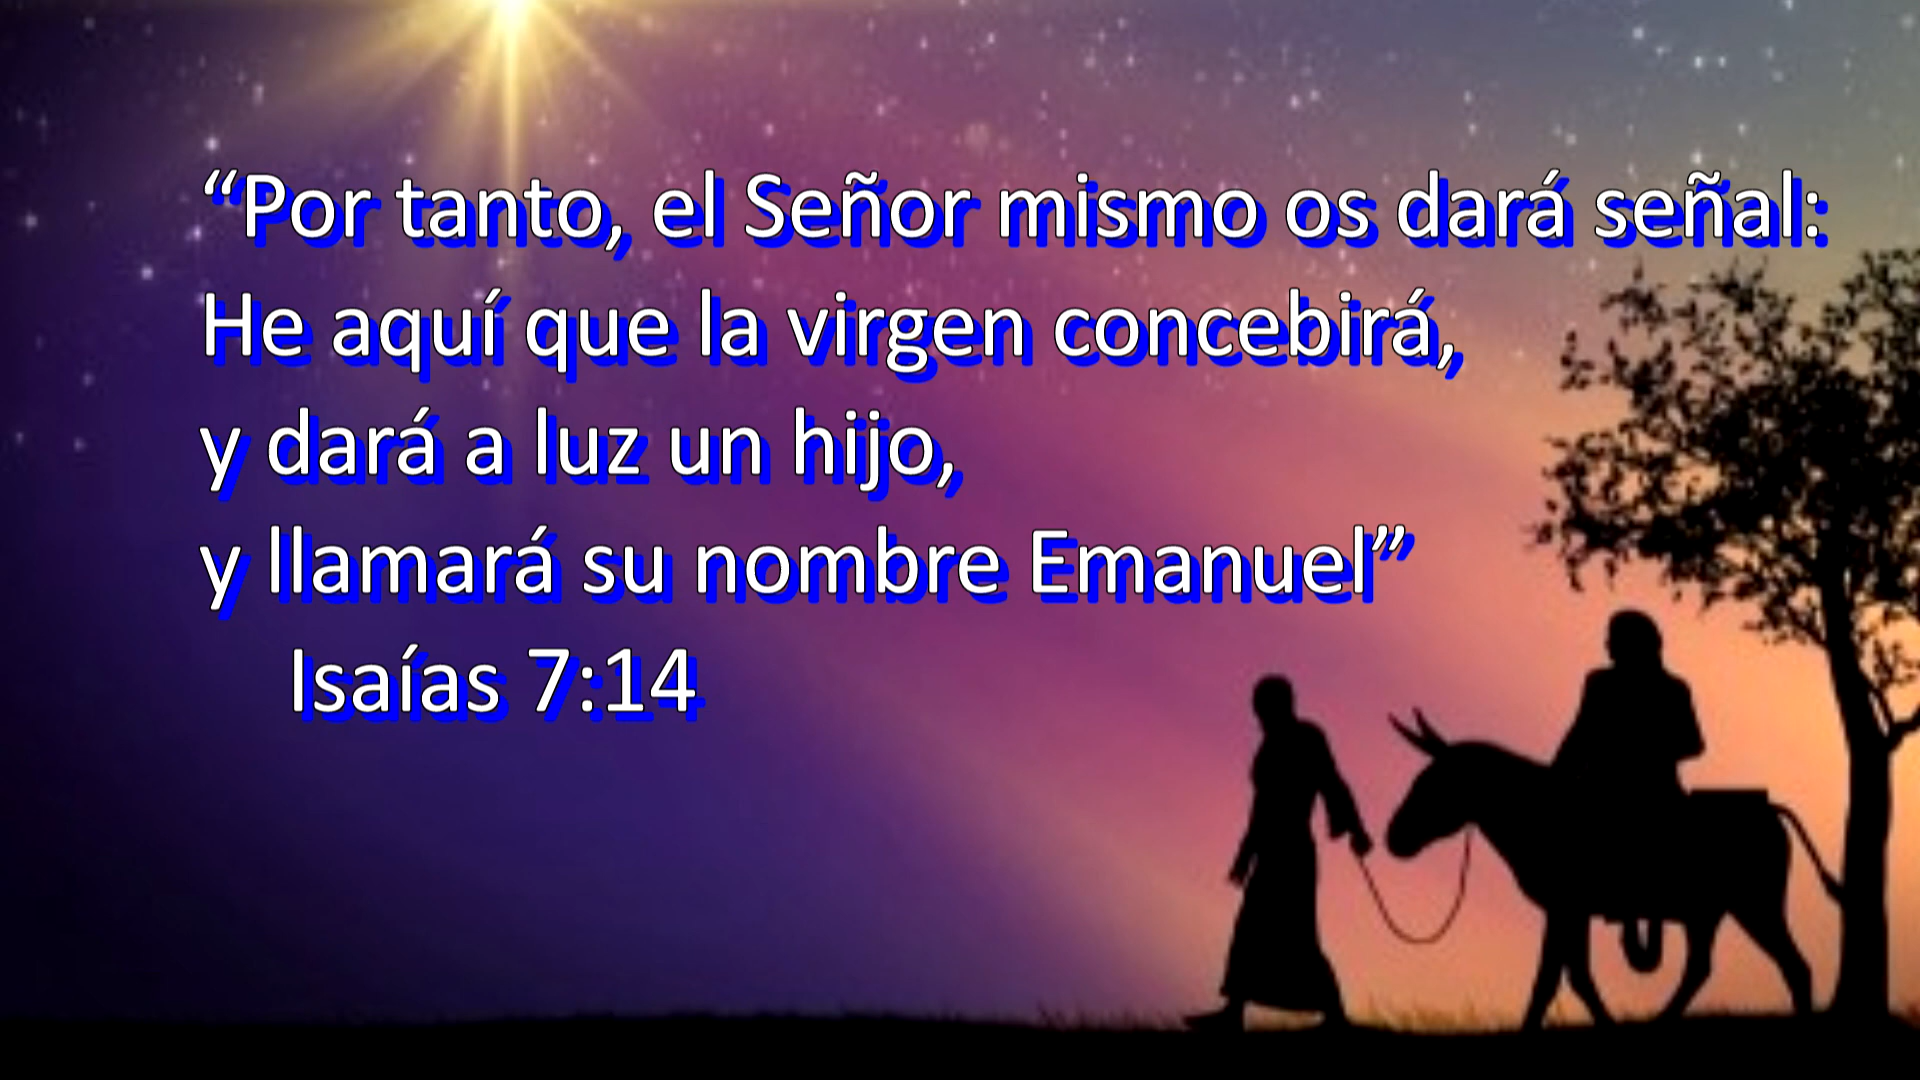 “Por tanto, el Señor mismo os dará señal:
He aquí que la virgen concebirá,
y dará a luz un hijo,
y llamará su nombre Emanuel”
Isaías 7:14